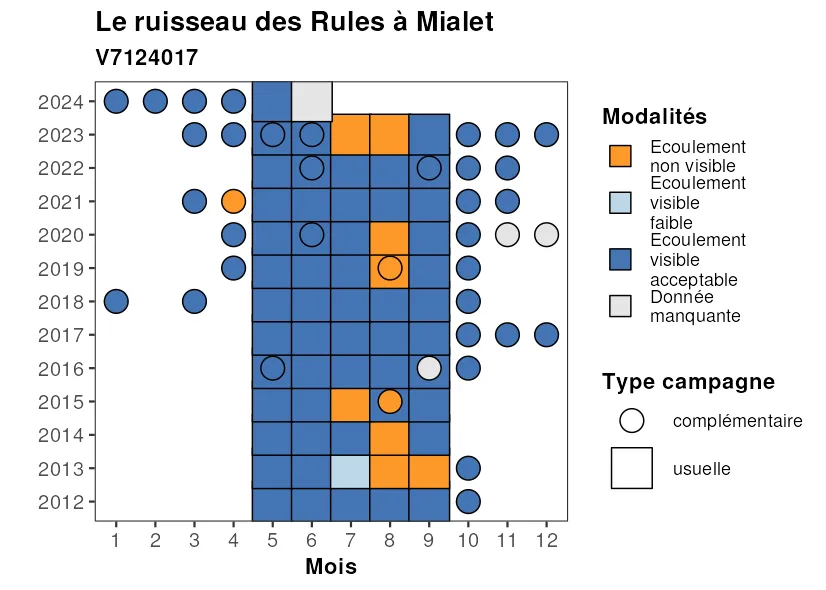 Le ruisseau des Rules à Mialet
V7124017
2024
2023
2022
2021
2020
2019
2018
2017
2016
2015
2014
2013
2012
1 2 3 4 5 6 7 8 9 10 11 12
Mois
Modalités
Ecoulement
non visible
Ecoulement
visible
faible
Ecoulement
visible
acceptable
Donnée
manquante
Type campagne
complémentaire
usuelle